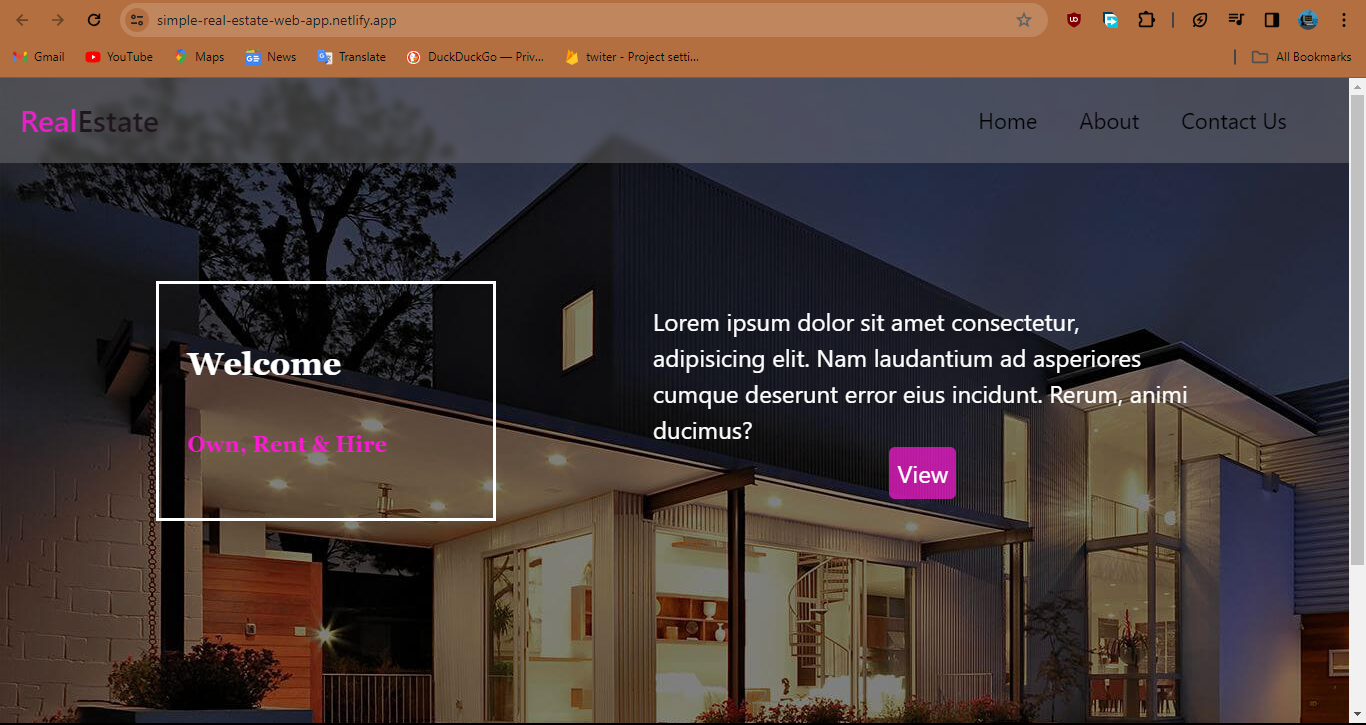 simple-real-estate-web-app.netlify.app
Gmail
YouTube
Maps
News
Translate
DuckDuckGo — Priv...
twiter - Project setti...
All Bookmarks
RealEstate
Home
About
Contact Us
Welcome
Own, Rent & Hire
Lorem ipsum dolor sit amet consectetur,
adipisicing elit. Nam laudantium ad asperiores
cumque deserunt error eius incidunt. Rerum, animi
ducimus?
View